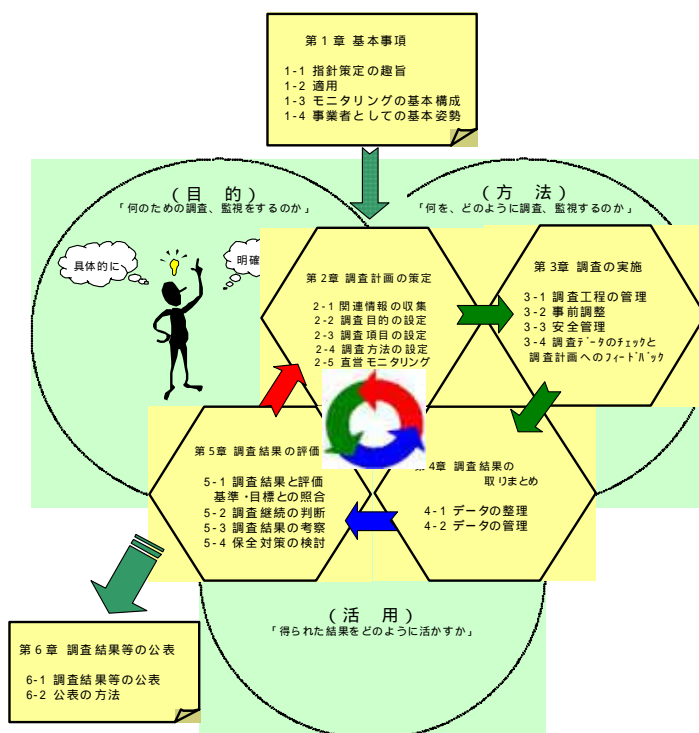 第1章 基本事項
1-1 指針策定の趣旨
1-2 適用
1-3 モニタリングの基本構成
1-4 事業者としての基本姿勢
(目 的)
「何のための調査、監視をするのか」
(方 法)
「何を、どのように調査、監視するのか」
具体的に
明確
第2章 調査計画の策定
2-1 関連情報の収集
2-2 調査目的の設定
2-3 調査項目の設定
2-4 調査方法の設定
2-5 直営モニタリング
第3章 調査の実施
3-1 調査工程の管理
3-2 事前調整
3-3 安全管理
3-4 調査データのチェックと
調査計画へのフィードバック
第5章 調査結果の評価
5-1 調査結果と評価
基準・目標との照合
5-2 調査継続の判断
5-3 調査結果の考察
5-4 保全対策の検討
第4章 調査結果の
取りまとめ
4-1 データの整理
4-2 データの管理
(活 用)
「得られた結果をどのように活かすか」
第6章 調査結果等の公表
6-1 調査結果等の公表
6-2 公表の方法